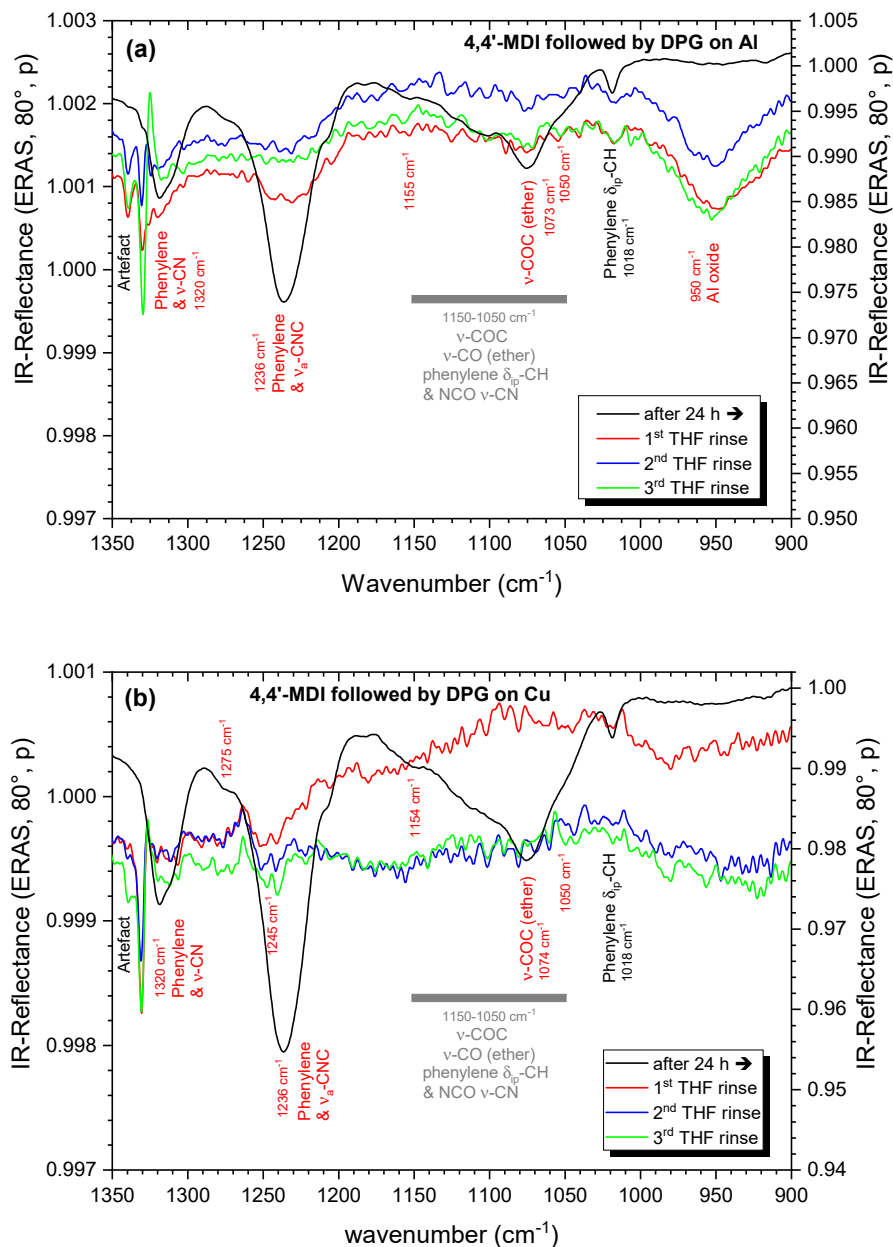 (a)
4,4'-MDI followed by DPG on Al
IR-Reflectance (ERAS, 80°, p)
1.003
1.002
1.001
1.000
0.999
0.998
0.997
1.005
1.000
0.995
0.990
0.985
0.980
0.975
0.970
0.965
0.960
0.955
0.950
IR-Reflectance (ERAS, 80°, p)
Artefact
Phenylene
& ν-CN
1320 cm⁻¹
1236 cm⁻¹
Phenylene
& νₐ-CNC
1155 cm⁻¹
ν-COC (ether)
1073 cm⁻¹
1050 cm⁻¹
Phenylene δᵢₚ-CH
1018 cm⁻¹
950 cm⁻¹
Al oxide
1150-1050 cm⁻¹
ν-COC
ν-CO (ether)
phenylene δᵢₚ-CH
& NCO ν-CN
after 24 h ➔
1ˢᵗ THF rinse
2ⁿᵈ THF rinse
3ʳᵈ THF rinse
1350 1300 1250 1200 1150 1100 1050 1000 950 900
Wavenumber (cm⁻¹)
(b)
4,4'-MDI followed by DPG on Cu
IR-Reflectance (ERAS, 80°, p)
1.001
1.000
0.999
0.998
0.997
1.00
0.99
0.98
0.97
0.96
0.95
0.94
IR-Reflectance (ERAS, 80°, p)
Artefact
1320 cm⁻¹
Phenylene
& ν-CN
1275 cm⁻¹
1245 cm⁻¹
1236 cm⁻¹
Phenylene
& νₐ-CNC
1154 cm⁻¹
ν-COC (ether)
1074 cm⁻¹
1050 cm⁻¹
Phenylene δᵢₚ-CH
1018 cm⁻¹
1150-1050 cm⁻¹
ν-COC
ν-CO (ether)
phenylene δᵢₚ-CH
& NCO ν-CN
after 24 h ➔
1ˢᵗ THF rinse
2ⁿᵈ THF rinse
3ʳᵈ THF rinse
1350 1300 1250 1200 1150 1100 1050 1000 950 900
wavenumber (cm⁻¹)